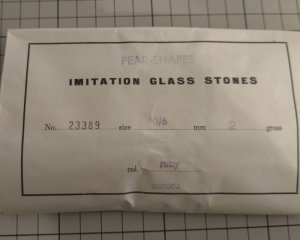 PEAR-SHAPES
IMITATION GLASS STONES
No. 23389 size 10/6 mm 2 gross
col. Ruby
aurora